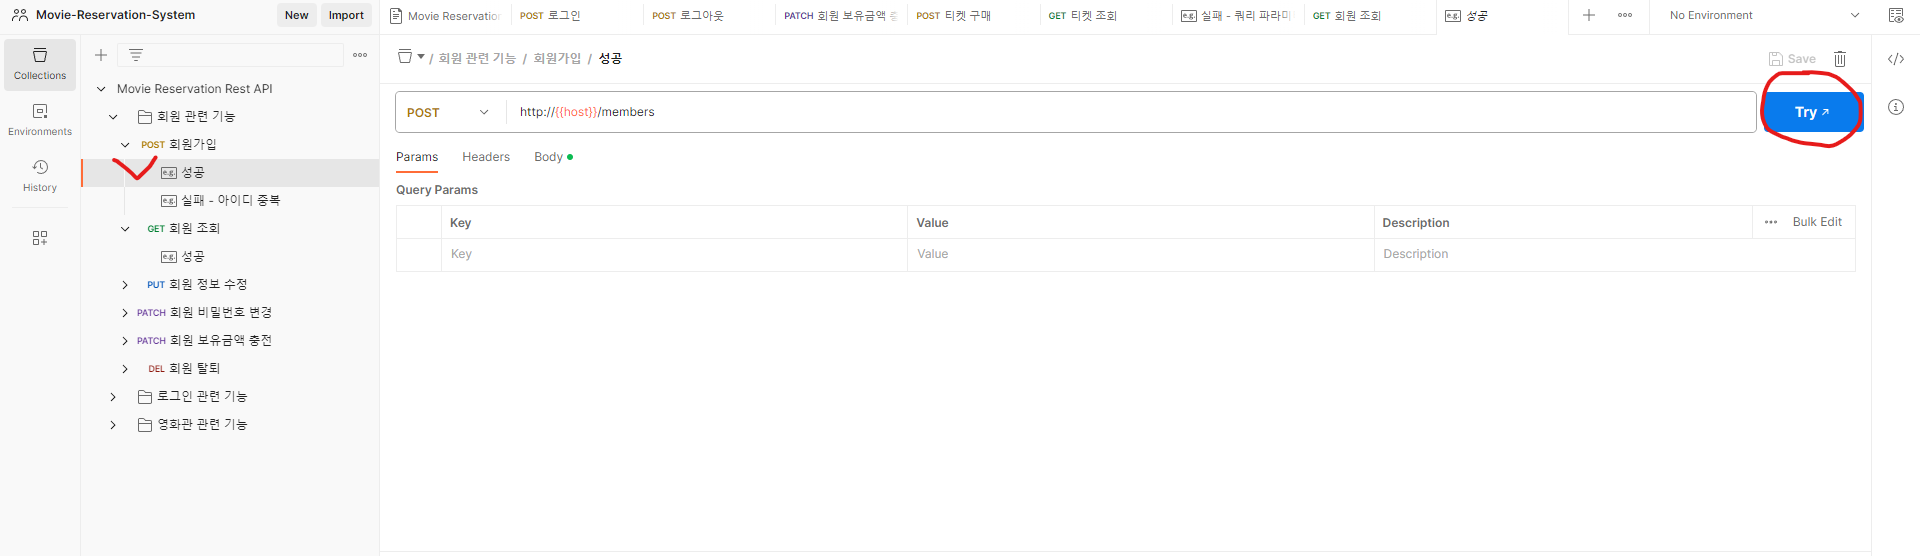 Movie-Reservation-System
New
Import
Movie Reservation
POST 로그인
POST 로그아웃
PATCH 회원 보유금액 충
POST 티켓 구매
GET 티켓 조회
e.g. 실패 - 쿼리 파라미
GET 회원 조회
e.g. 성공
No Environment
Collections
Environments
History
Movie Reservation Rest API
회원 관련 기능
POST 회원가입
e.g. 성공
e.g. 실패 - 아이디 중복
GET 회원 조회
e.g. 성공
PUT 회원 정보 수정
PATCH 회원 비밀번호 변경
PATCH 회원 보유금액 충전
DEL 회원 탈퇴
로그인 관련 기능
영화관 관련 기능
/ 회원 관련 기능 / 회원가입 / 성공
Save
POST
http://{{host}}/members
Try
Params
Headers
Body
Query Params
Key
Value
Description
Bulk Edit
Key
Value
Description